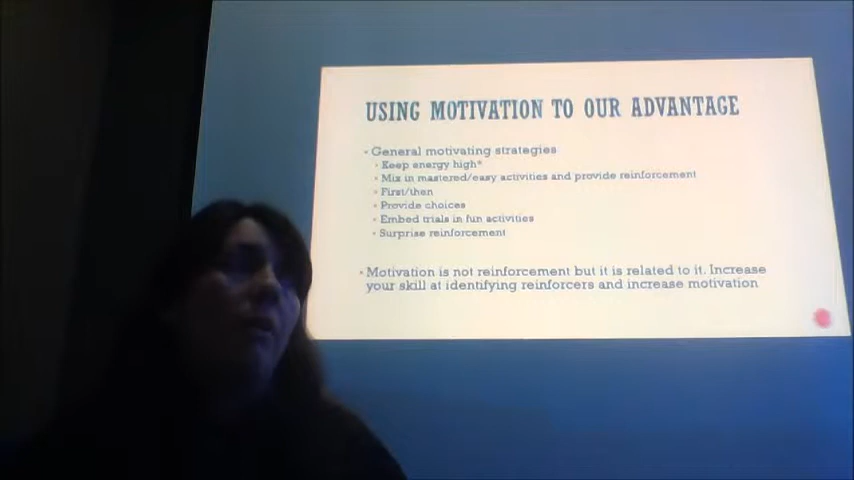 USING MOTIVATION TO OUR ADVANTAGE
• General motivating strategies
• Keep energy high*
• Mix in mastered/easy activities and provide reinforcement
• First/then
• Provide choices
• Embed trials in fun activities
• Surprise reinforcement
• Motivation is not reinforcement but it is related to it. Increase
your skill at identifying reinforcers and increase motivation